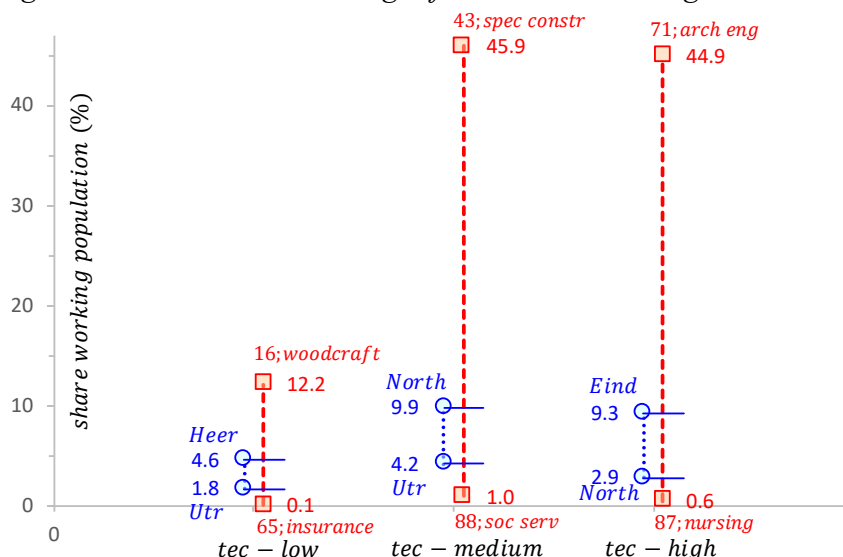 43; spec constr
45.9
71; arch eng
44.9
share working population (%)
40
30
20
10
0
0
16; woodcraft
12.2
Heer
4.6
1.8
Utr
0.1
65; insurance
North
9.9
4.2
Utr
1.0
88; soc serv
Eind
9.3
2.9
North
0.6
87; nursing
tec − low
tec − medium
tec − high